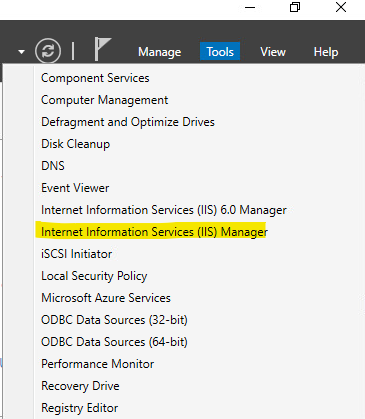 Manage Tools View Help
Component Services
Computer Management
Defragment and Optimize Drives
Disk Cleanup
DNS
Event Viewer
Internet Information Services (IIS) 6.0 Manager
Internet Information Services (IIS) Manager
iSCSI Initiator
Local Security Policy
Microsoft Azure Services
ODBC Data Sources (32-bit)
ODBC Data Sources (64-bit)
Performance Monitor
Recovery Drive
Registry Editor